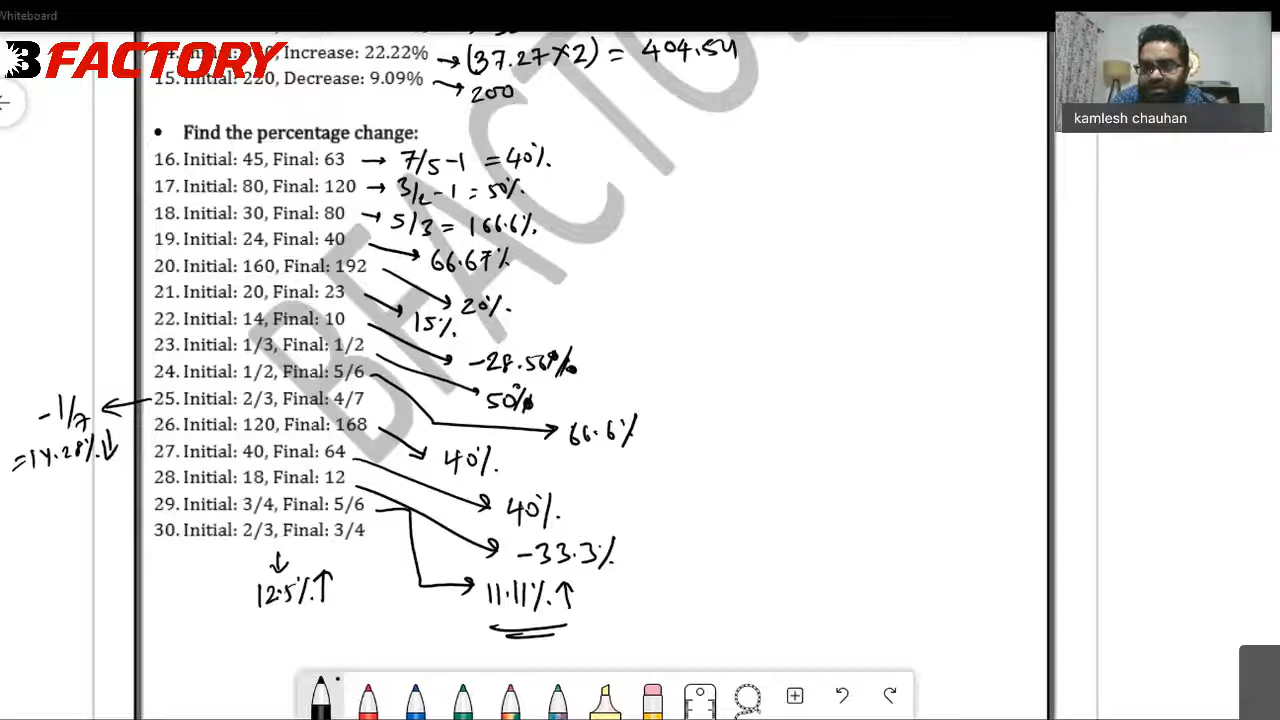 Whiteboard
BFACTORY
Increase: 22.22% → (37.27×2) = 404.54
15. Initial: 220, Decrease: 9.09% → 200
• Find the percentage change:
16. Initial: 45, Final: 63 → 7/5 -1 = 40%.
17. Initial: 80, Final: 120 → 3/2 -1 = 50%.
18. Initial: 30, Final: 80 → 5/3 = 166.6%.
19. Initial: 24, Final: 40 → 66.67%
20. Initial: 160, Final: 192 → 20%.
21. Initial: 20, Final: 23 → 15%.
22. Initial: 14, Final: 10 → -28.56%
23. Initial: 1/3, Final: 1/2 → 50%
24. Initial: 1/2, Final: 5/6 → 66.6%
25. Initial: 2/3, Final: 4/7 → -1/7
=14.28%.↓
26. Initial: 120, Final: 168 → 40%.
27. Initial: 40, Final: 64 → 40%.
28. Initial: 18, Final: 12 → -33.3%
29. Initial: 3/4, Final: 5/6 → 11.11%.↑
30. Initial: 2/3, Final: 3/4
↓
12.5%.↑
BFACTO
kamlesh chauhan